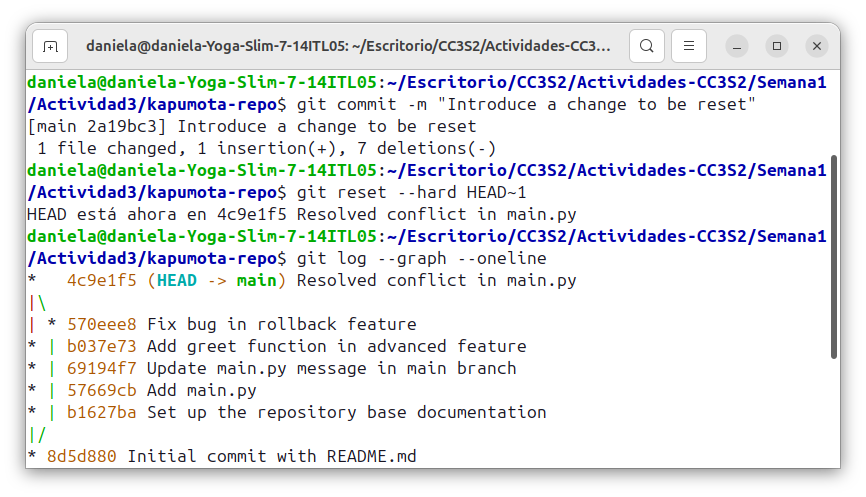 daniela@daniela-Yoga-Slim-7-14ITL05: ~/Escritorio/CC3S2/Actividades-CC3...
daniela@daniela-Yoga-Slim-7-14ITL05:~/Escritorio/CC3S2/Actividades-CC3S2/Semana1
/Actividad3/kapumota-repo$ git commit -m "Introduce a change to be reset"
[main 2a19bc3] Introduce a change to be reset
 1 file changed, 1 insertion(+), 7 deletions(-)
daniela@daniela-Yoga-Slim-7-14ITL05:~/Escritorio/CC3S2/Actividades-CC3S2/Semana1
/Actividad3/kapumota-repo$ git reset --hard HEAD~1
HEAD está ahora en 4c9e1f5 Resolved conflict in main.py
daniela@daniela-Yoga-Slim-7-14ITL05:~/Escritorio/CC3S2/Actividades-CC3S2/Semana1
/Actividad3/kapumota-repo$ git log --graph --oneline
*   4c9e1f5 (HEAD -> main) Resolved conflict in main.py
|\
| * 570eee8 Fix bug in rollback feature
* | b037e73 Add greet function in advanced feature
* | 69194f7 Update main.py message in main branch
* | 57669cb Add main.py
* | b1627ba Set up the repository base documentation
|/
* 8d5d880 Initial commit with README.md